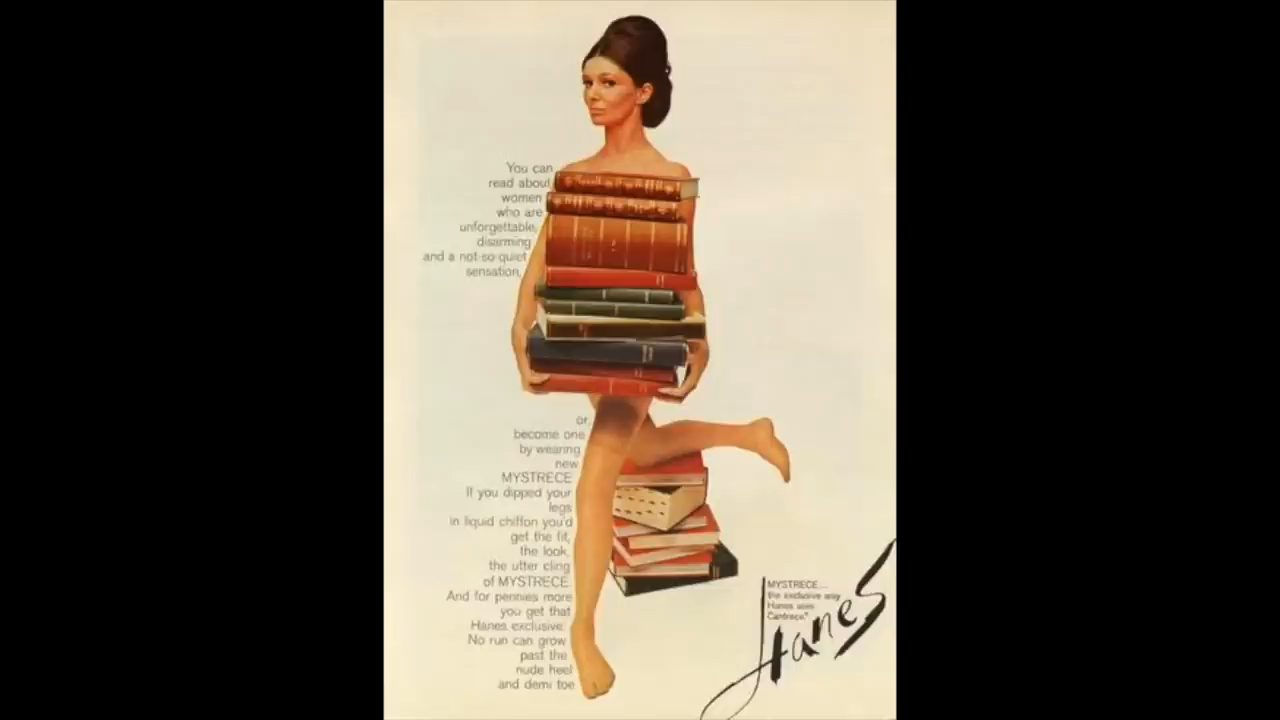 You can
read about
women
who are
unforgettable,
disarming
and a not-so-quiet
sensation,
or,
become one
by wearing
new
MYSTRECE
If you dipped your
legs
in liquid chiffon you'd
get the fit,
the look,
the utter cling
of MYSTRECE.
And for pennies more
you get that
Hanes exclusive:
No run can grow
past the
nude heel
and demi toe
MYSTRECE...
the exclusive way
Hanes uses
Cantrece®
Hanes